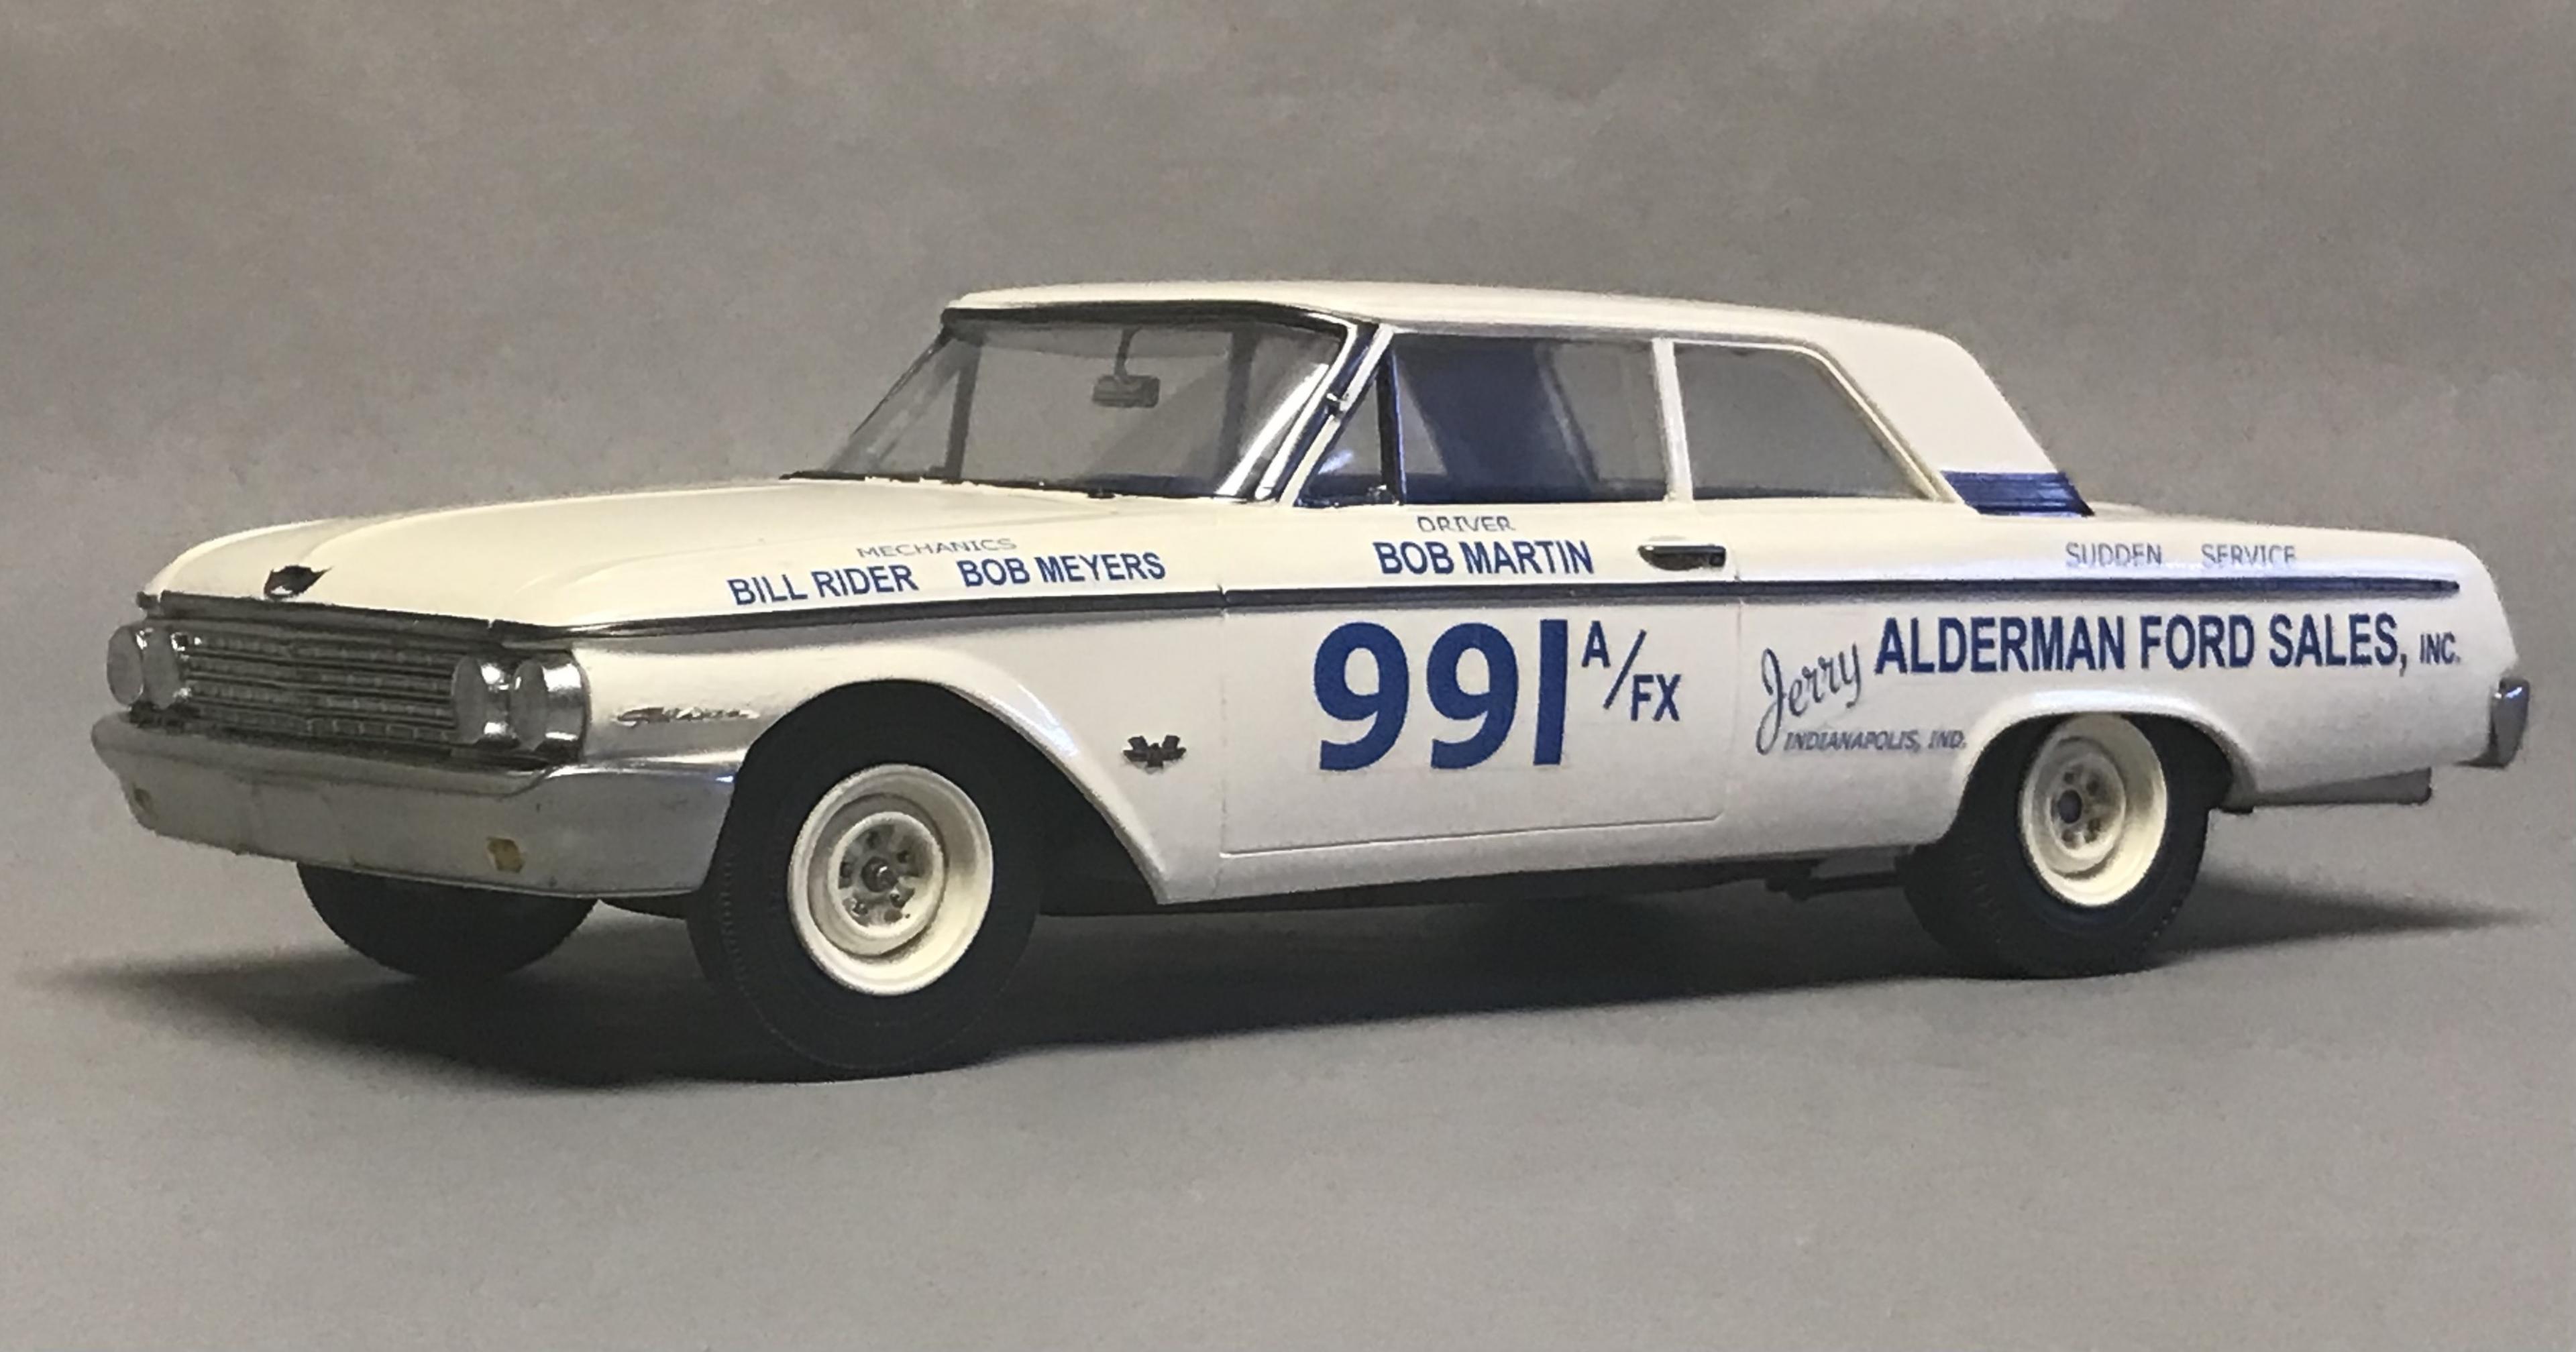 MECHANICS
BILL RIDER BOB MEYERS
DRIVER
BOB MARTIN
991 A/FX
SUDDEN SERVICE
Jerry ALDERMAN FORD SALES, INC.
INDIANAPOLIS, IND.